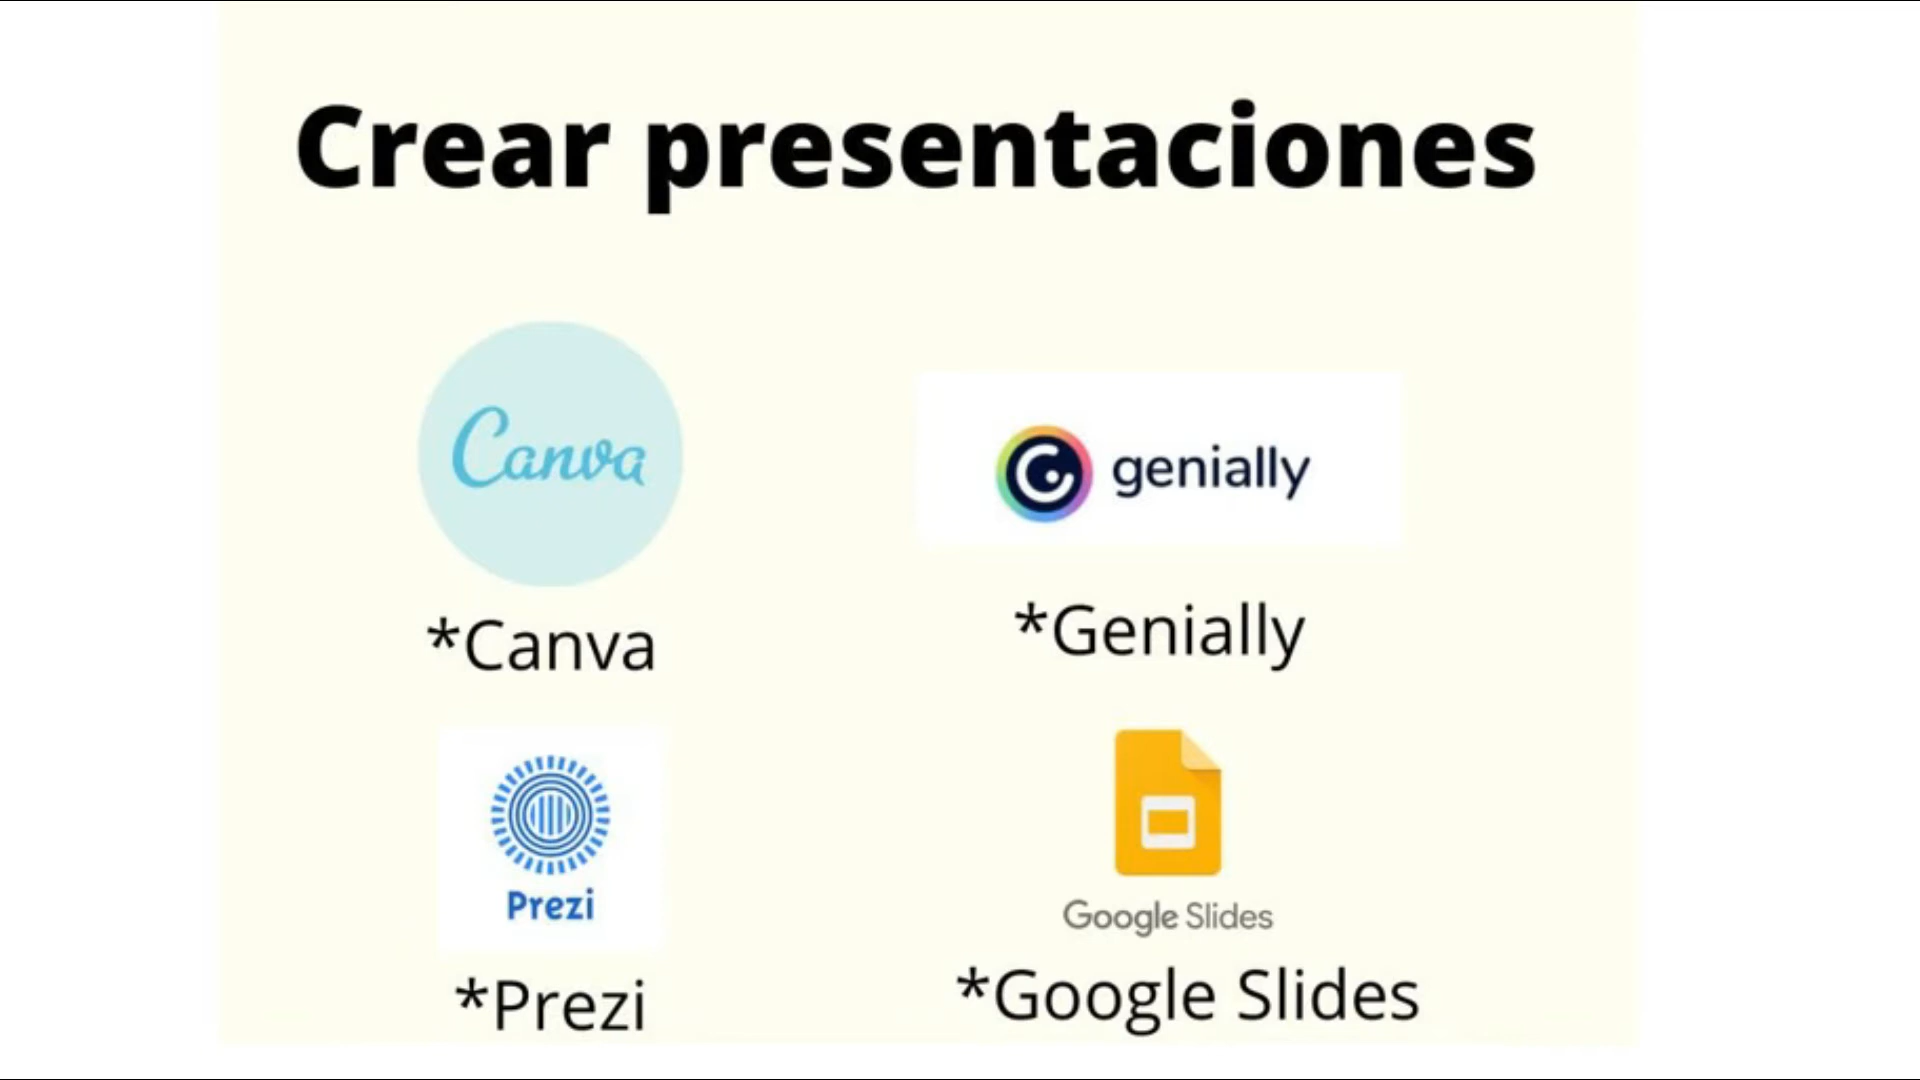 Crear presentaciones
Canva
genially
*Canva
*Genially
Prezi
Google Slides
*Prezi
*Google Slides